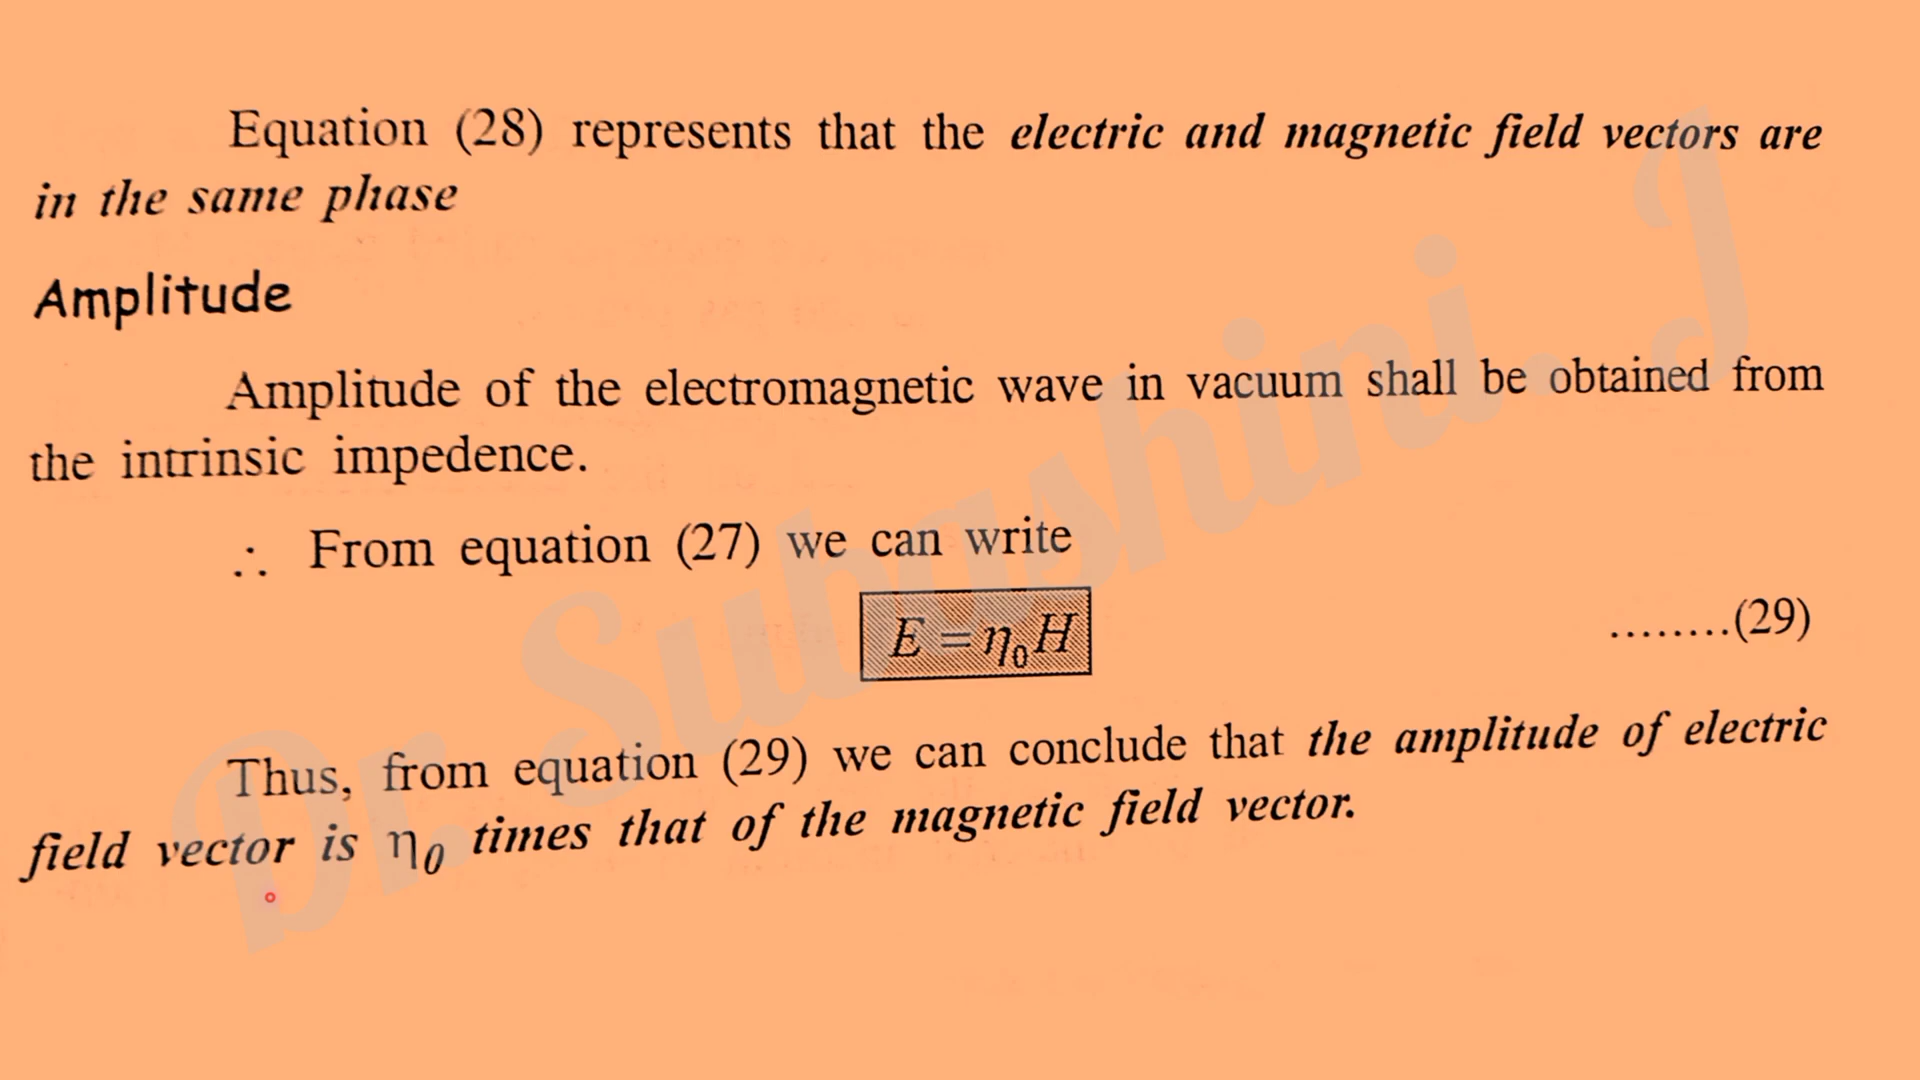 Equation (28) represents that the electric and magnetic field vectors are
in the same phase
Amplitude
Amplitude of the electromagnetic wave in vacuum shall be obtained from
the intrinsic impedence.
∴ From equation (27) we can write
E = η₀H ........(29)
Thus, from equation (29) we can conclude that the amplitude of electric
field vector is η₀ times that of the magnetic field vector.
Dr. Subashini. J